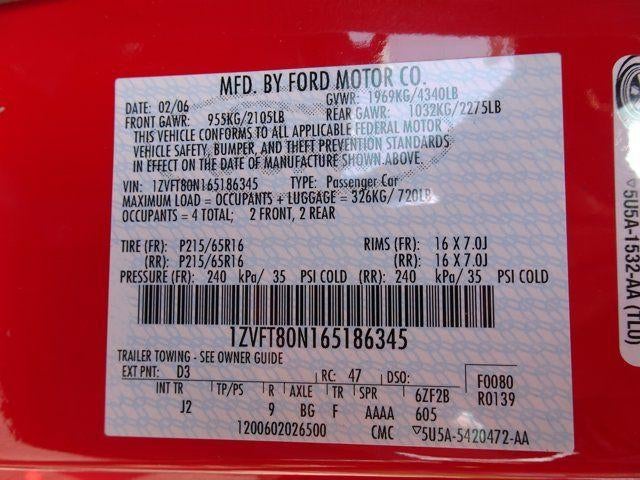 MFD. BY FORD MOTOR CO.
DATE: 02/06 GVWR: 1969KG/4340LB
FRONT GAWR: 955KG/2105LB REAR GAWR: 1032KG/2275LB
THIS VEHICLE CONFORMS TO ALL APPLICABLE FEDERAL MOTOR
VEHICLE SAFETY, BUMPER, AND THEFT PREVENTION STANDARDS
IN EFFECT ON THE DATE OF MANUFACTURE SHOWN ABOVE.
VIN: 1ZVFT80N165186345 TYPE: Passenger Car
MAXIMUM LOAD = OCCUPANTS + LUGGAGE = 326KG/ 720LB
OCCUPANTS = 4 TOTAL; 2 FRONT, 2 REAR
TIRE (FR): P215/65R16 RIMS (FR): 16 X 7.0J
(RR): P215/65R16 (RR): 16 X 7.0J
PRESSURE (FR): 240 kPa/ 35 PSI COLD (RR): 240 kPa/ 35 PSI COLD
1ZVFT80N165186345
TRAILER TOWING - SEE OWNER GUIDE
EXT PNT: D3 RC: 47 DSO: F0080
INT TR TP/PS R AXLE TR SPR 6ZF2B R0139
J2 9 BG F AAAA 605
1200602026500 CMC ▽5U5A-5420472-AA
▽5U5A-1532-AA (TLU)